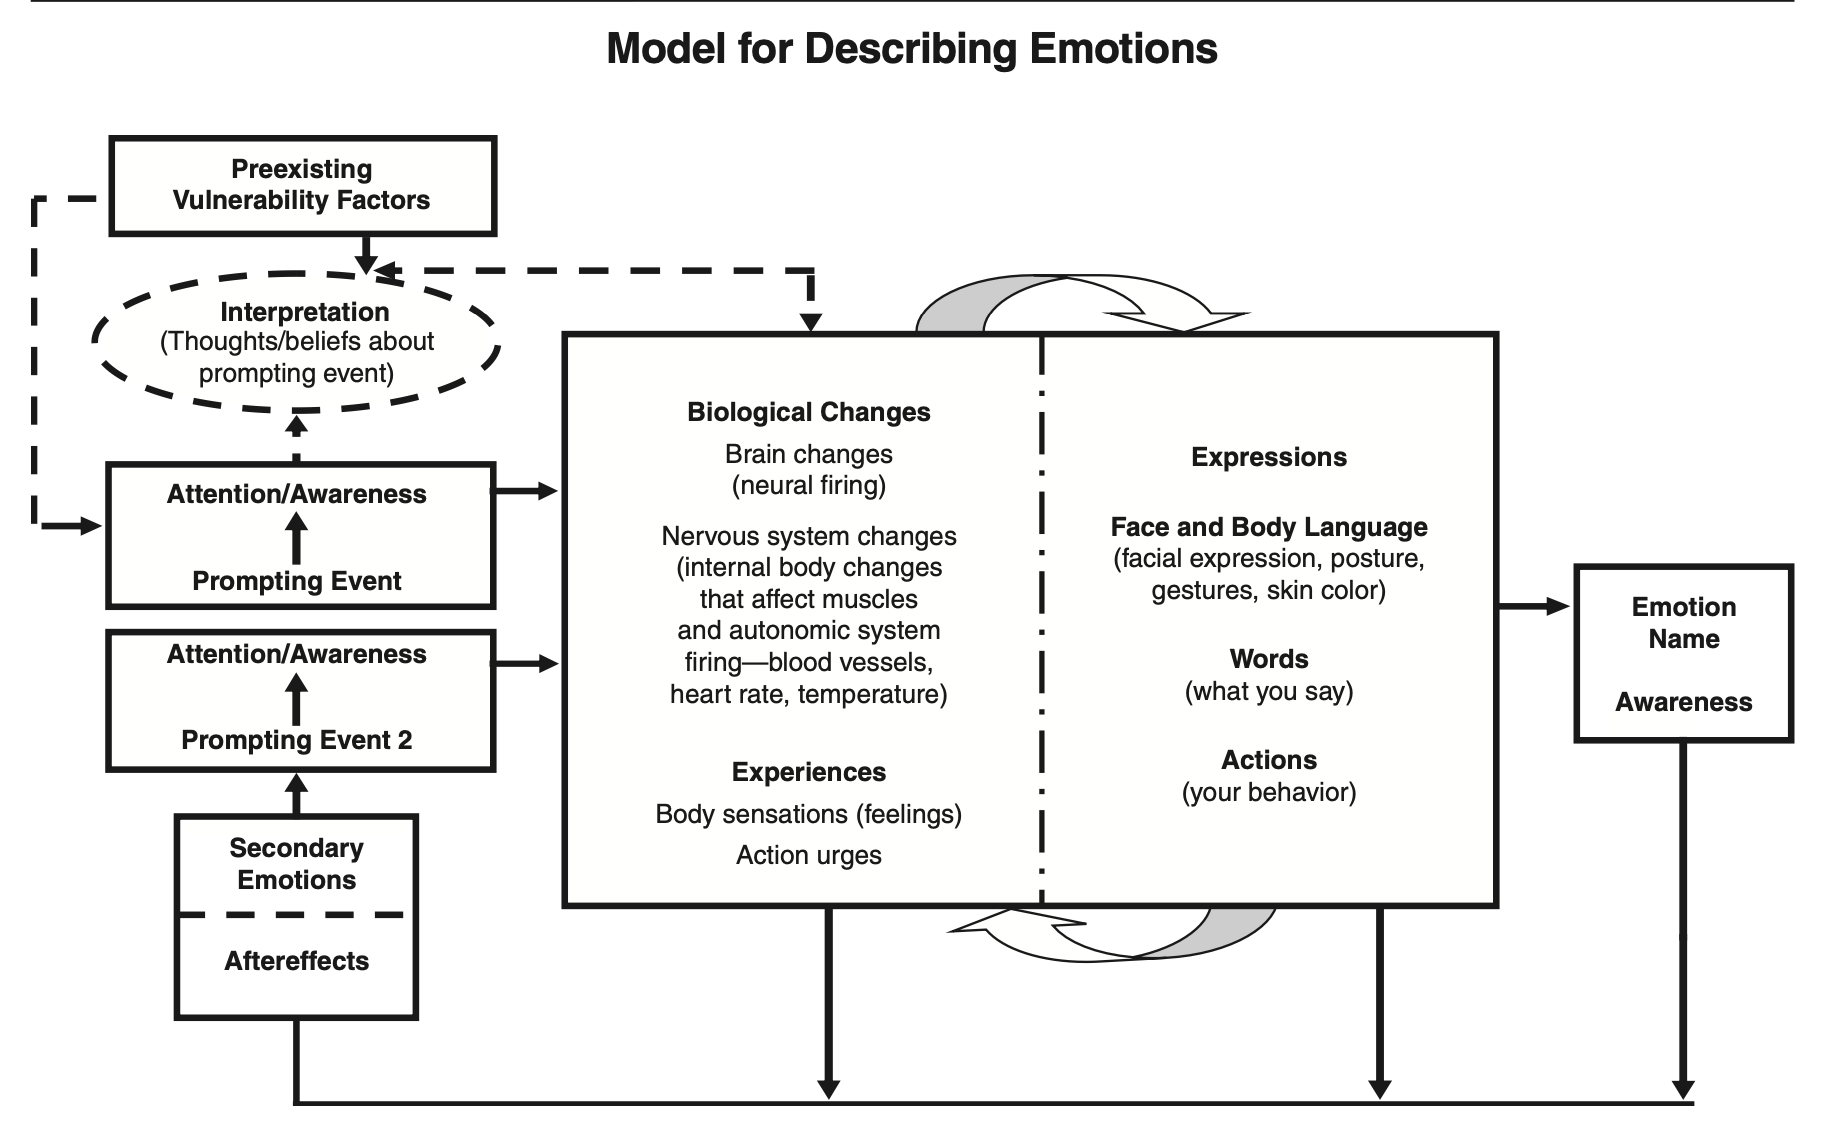 Model for Describing Emotions
Preexisting
Vulnerability Factors
Interpretation
(Thoughts/beliefs about
prompting event)
Attention/Awareness
Prompting Event
Attention/Awareness
Prompting Event 2
Secondary
Emotions
Aftereffects
Biological Changes
Brain changes
(neural firing)
Nervous system changes
(internal body changes
that affect muscles
and autonomic system
firing—blood vessels,
heart rate, temperature)
Experiences
Body sensations (feelings)
Action urges
Expressions
Face and Body Language
(facial expression, posture,
gestures, skin color)
Words
(what you say)
Actions
(your behavior)
Emotion
Name
Awareness